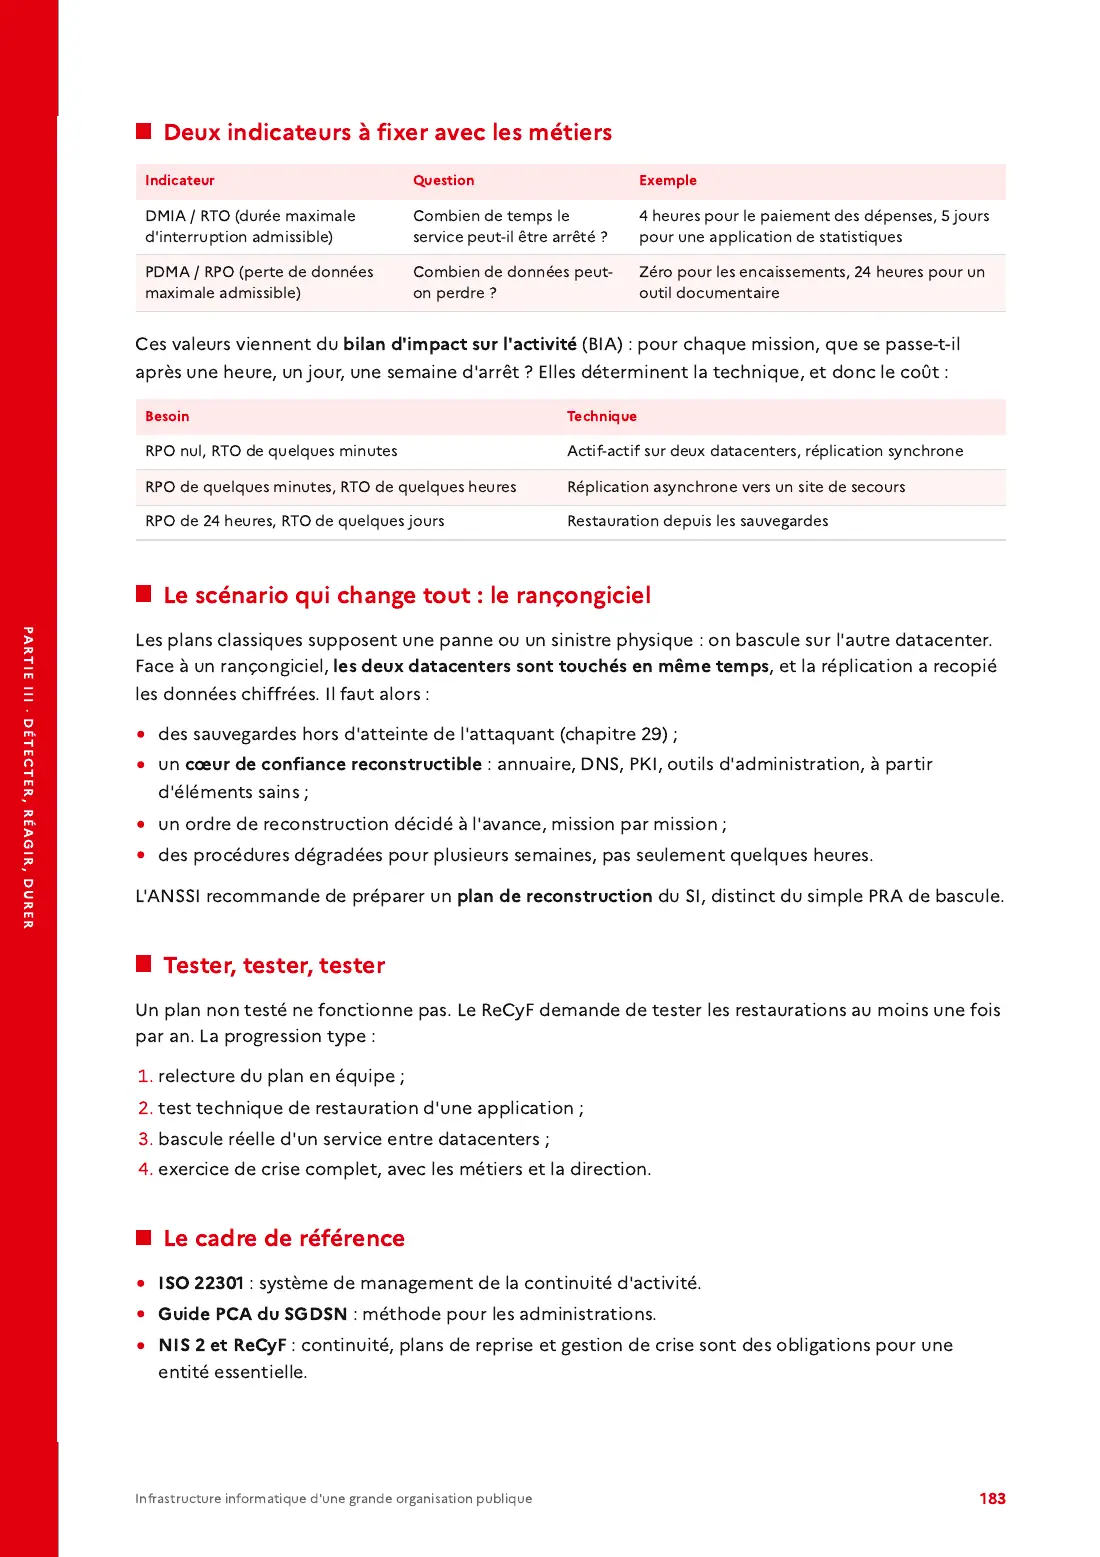 Deux indicateurs à fixer avec les métiers
Indicateur Question Exemple
DMIA / RTO (durée maximale d'interruption admissible) Combien de temps le service peut-il être arrêté ? 4 heures pour le paiement des dépenses, 5 jours pour une application de statistiques
PDMA / RPO (perte de données maximale admissible) Combien de données peut-on perdre ? Zéro pour les encaissements, 24 heures pour un outil documentaire
Ces valeurs viennent du bilan d'impact sur l'activité (BIA) : pour chaque mission, que se passe-t-il
après une heure, un jour, une semaine d'arrêt ? Elles déterminent la technique, et donc le coût :
Besoin Technique
RPO nul, RTO de quelques minutes Actif-actif sur deux datacenters, réplication synchrone
RPO de quelques minutes, RTO de quelques heures Réplication asynchrone vers un site de secours
RPO de 24 heures, RTO de quelques jours Restauration depuis les sauvegardes
Le scénario qui change tout : le rançongiciel
Les plans classiques supposent une panne ou un sinistre physique : on bascule sur l'autre datacenter.
Face à un rançongiciel, les deux datacenters sont touchés en même temps, et la réplication a recopié
les données chiffrées. Il faut alors :
• des sauvegardes hors d'atteinte de l'attaquant (chapitre 29) ;
• un cœur de confiance reconstructible : annuaire, DNS, PKI, outils d'administration, à partir
d'éléments sains ;
• un ordre de reconstruction décidé à l'avance, mission par mission ;
• des procédures dégradées pour plusieurs semaines, pas seulement quelques heures.
L'ANSSI recommande de préparer un plan de reconstruction du SI, distinct du simple PRA de bascule.
Tester, tester, tester
Un plan non testé ne fonctionne pas. Le ReCyF demande de tester les restaurations au moins une fois
par an. La progression type :
1. relecture du plan en équipe ;
2. test technique de restauration d'une application ;
3. bascule réelle d'un service entre datacenters ;
4. exercice de crise complet, avec les métiers et la direction.
Le cadre de référence
• ISO 22301 : système de management de la continuité d'activité.
• Guide PCA du SGDSN : méthode pour les administrations.
• NIS 2 et ReCyF : continuité, plans de reprise et gestion de crise sont des obligations pour une
entité essentielle.
PARTIE III · DÉTECTER, RÉAGIR, DURER
Infrastructure informatique d'une grande organisation publique 183